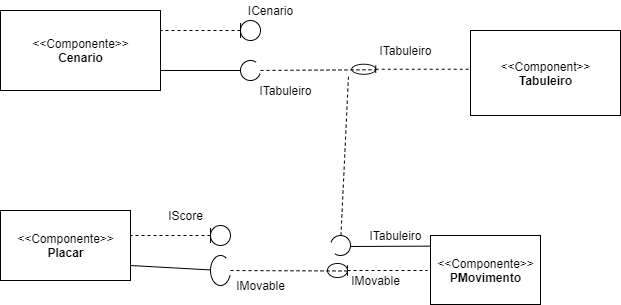 ICenario
<<Componente>>
Cenario
ITabuleiro
ITabuleiro
<<Component>>
Tabuleiro
IScore
<<Componente>>
Placar
IMovable
ITabuleiro
IMovable
<<Componente>>
PMovimento